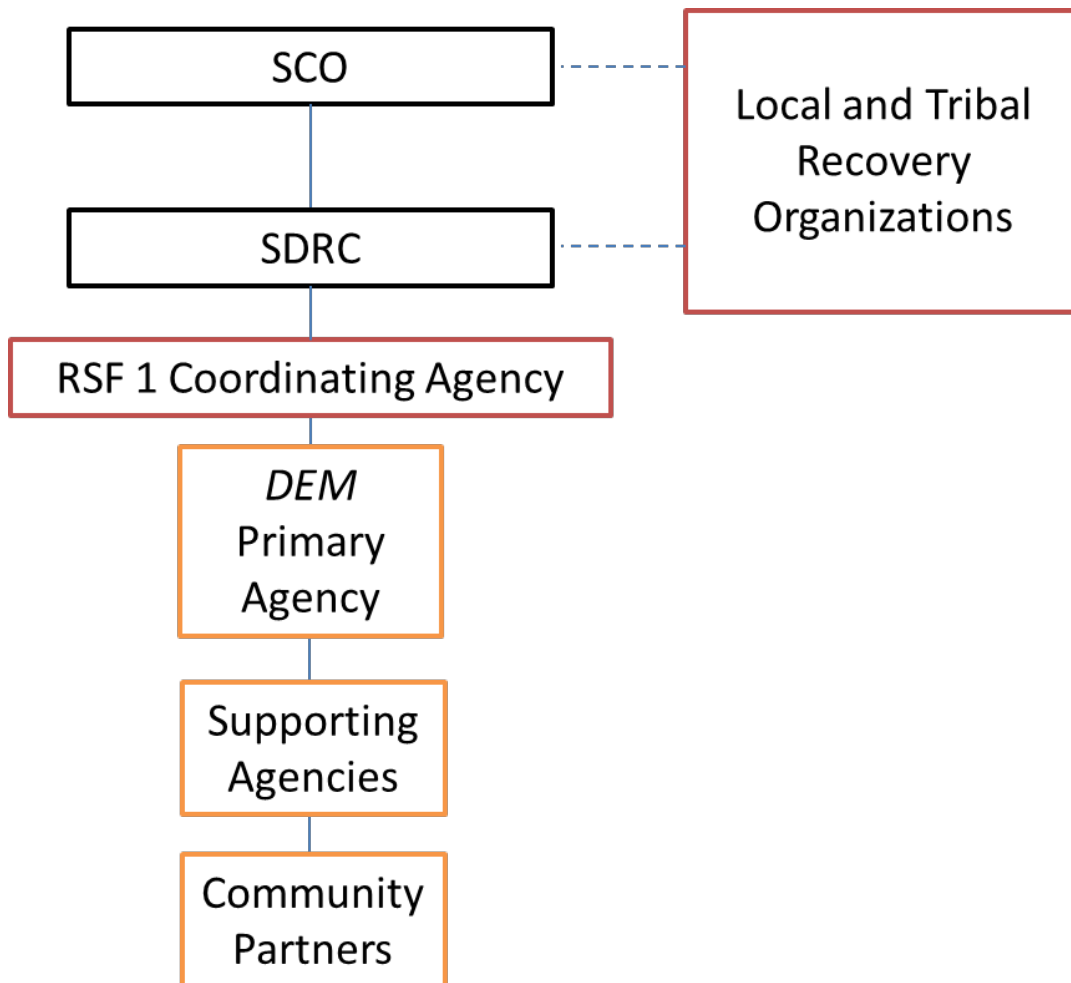 SCO
Local and Tribal
Recovery
Organizations
SDRC
RSF 1 Coordinating Agency
DEM
Primary
Agency
Supporting
Agencies
Community
Partners